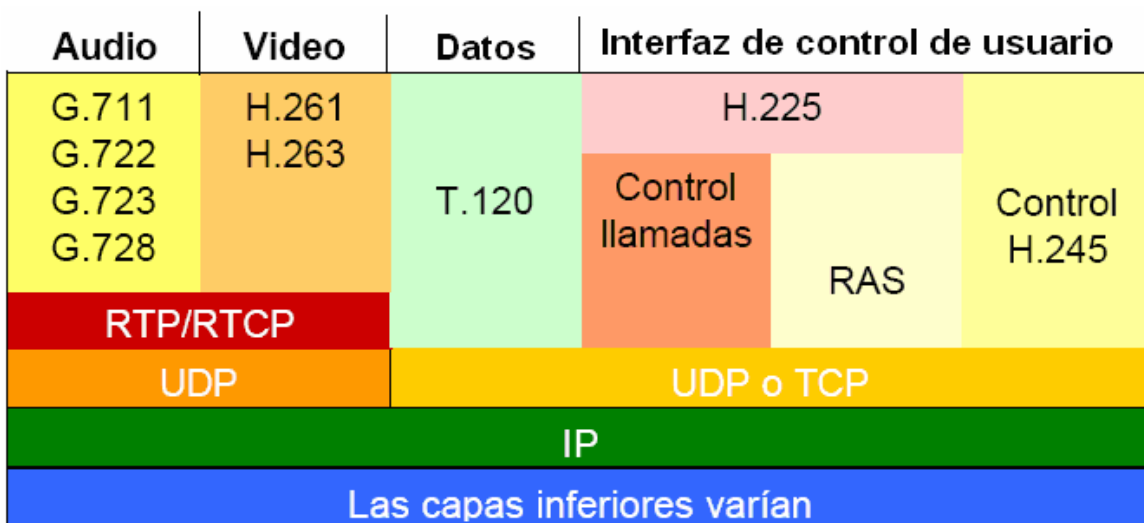 Audio
Video
Datos
Interfaz de control de usuario
G.711
G.722
G.723
G.728
H.261
H.263
T.120
H.225
Control
llamadas
RAS
Control
H.245
RTP/RTCP
UDP
UDP o TCP
IP
Las capas inferiores varían